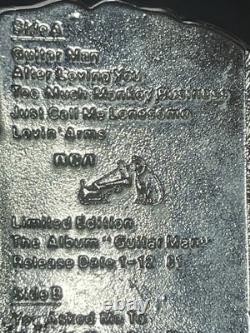 Side A
Guitar Man
After Loving You
Too Much Monkey Business
Just Call Me Lonesome
Lovin' Arms
RCA
Limited Edition
The Album "Guitar Man"
Release Date 1-12 81
Side B
You Asked Me To